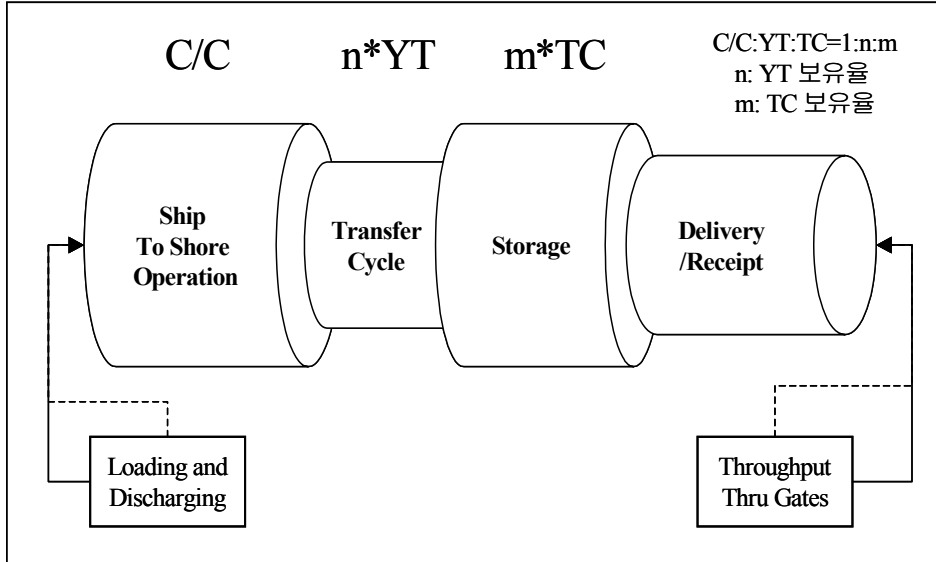 C/C
n*YT
m*TC
C/C:YT:TC=1:n:m
n: YT 보유율
m: TC 보유율
Ship
To Shore
Operation
Transfer
Cycle
Storage
Delivery
/Receipt
Loading and
Discharging
Throughput
Thru Gates